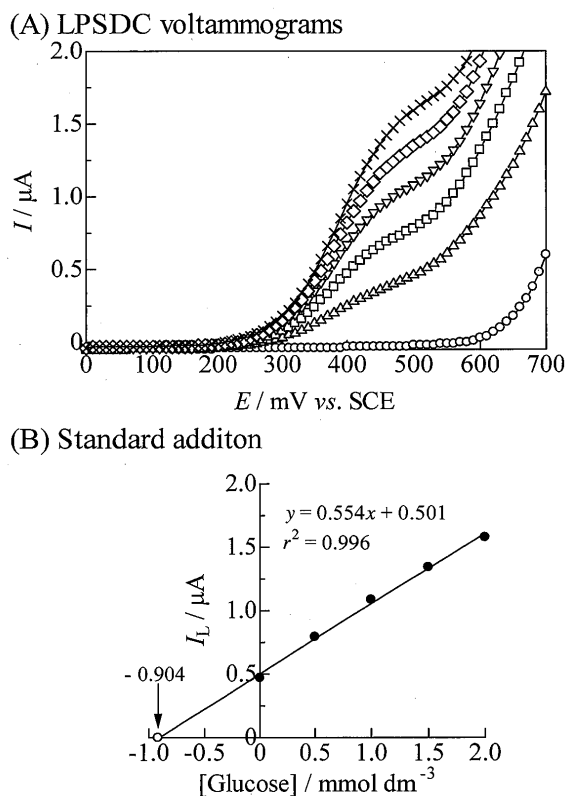 (A) LPSDC voltammograms
2.0
1.5
1.0
0.5
0
I / μA
0 100 200 300 400 500 600 700
E / mV vs. SCE
(B) Standard additon
2.0
1.5
1.0
0.5
0
I_L / μA
y = 0.554x + 0.501
r² = 0.996
- 0.904
-1.0 -0.5 0 0.5 1.0 1.5 2.0
[Glucose] / mmol dm⁻³